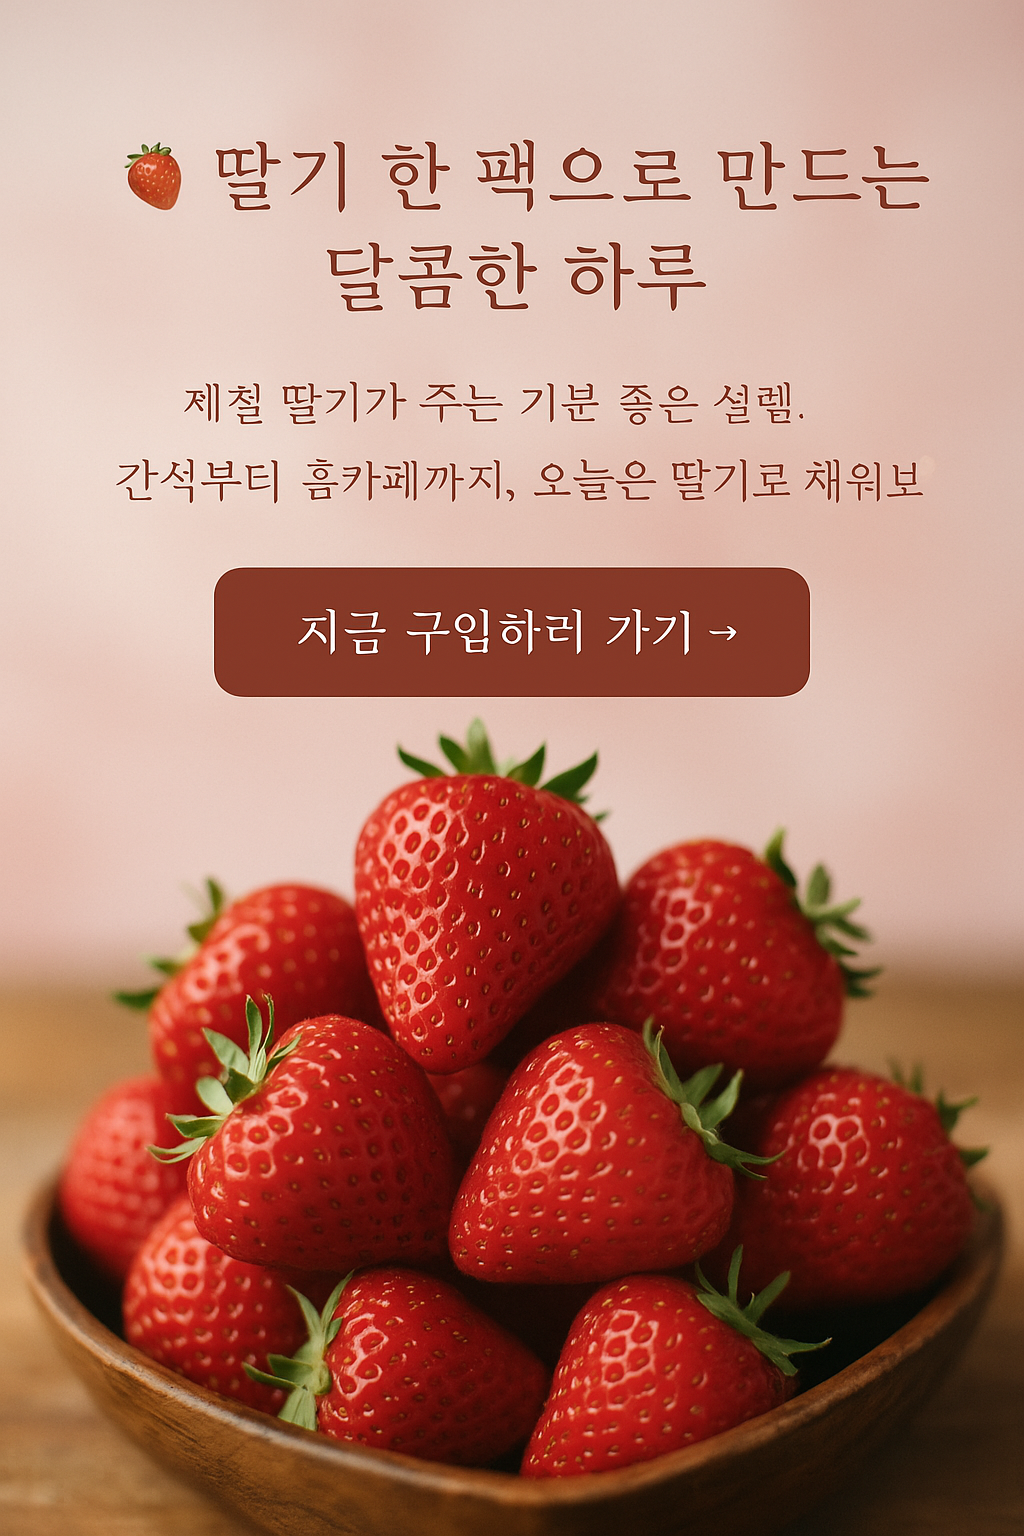 🍓 딸기 한 팩으로 만드는
달콤한 하루
제철 딸기가 주는 기분 좋은 설렘.
간석부티 흠카페까지, 오늘은 딸기로 채워보
지금 구입하러 가기 →